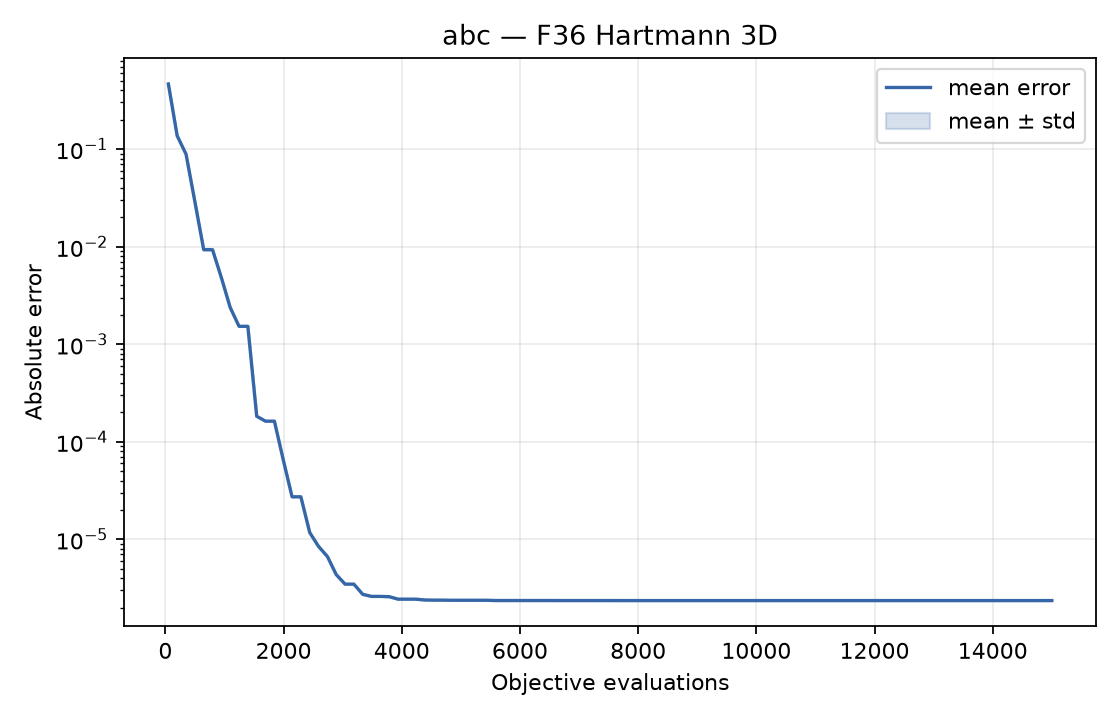 abc — F36 Hartmann 3D
mean error
mean ± std
Absolute error
10⁻¹
10⁻²
10⁻³
10⁻⁴
10⁻⁵
0 2000 4000 6000 8000 10000 12000 14000
Objective evaluations